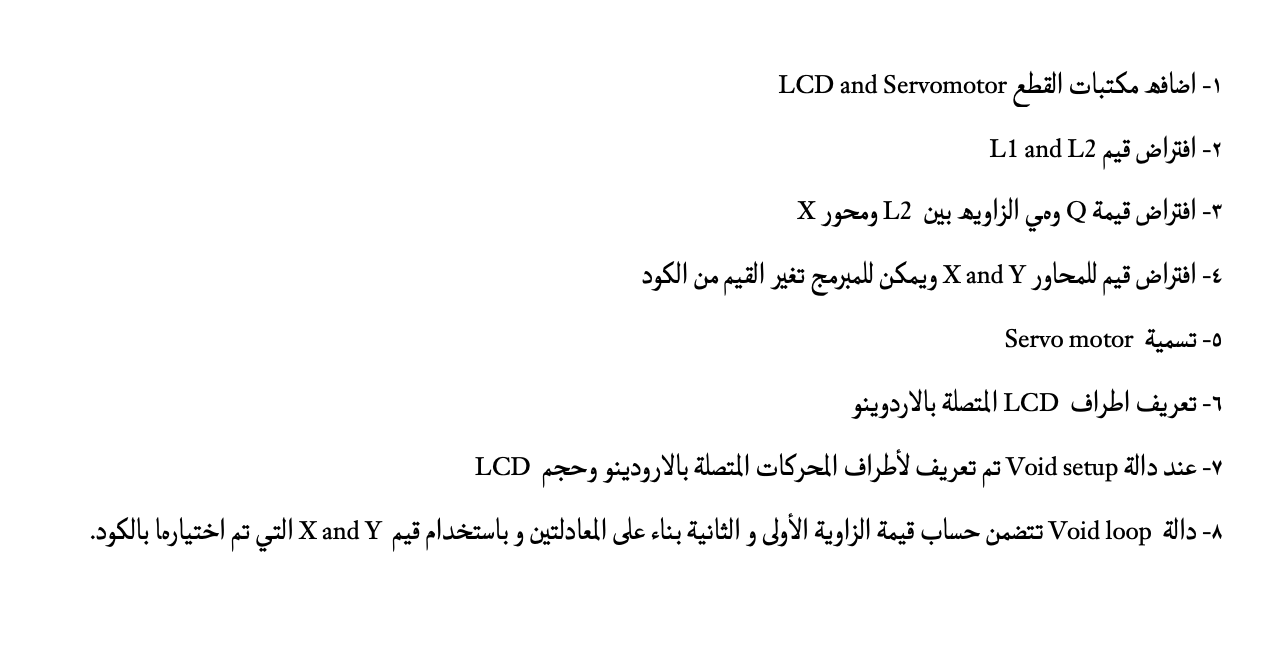 ١- اضافه مكتبات القطع LCD and Servomotor
٢- افتراض قيم L1 and L2
٣- افتراض قيمة Q وهي الزاويه بين L2 ومحور X
٤- افتراض قيم للمحاور X and Y ويمكن للمبرمج تغير القيم من الكود
٥- تسمية Servo motor
٦- تعريف اطراف LCD المتصلة بالاردوينو
٧- عند دالة Void setup تم تعريف لأطراف المحركات المتصلة بالارودينو وحجم LCD
٨- دالة Void loop تتضمن حساب قيمة الزاوية الأولى و الثانية بناء على المعادلتين و باستخدام قيم X and Y التي تم اختيارها بالكود.